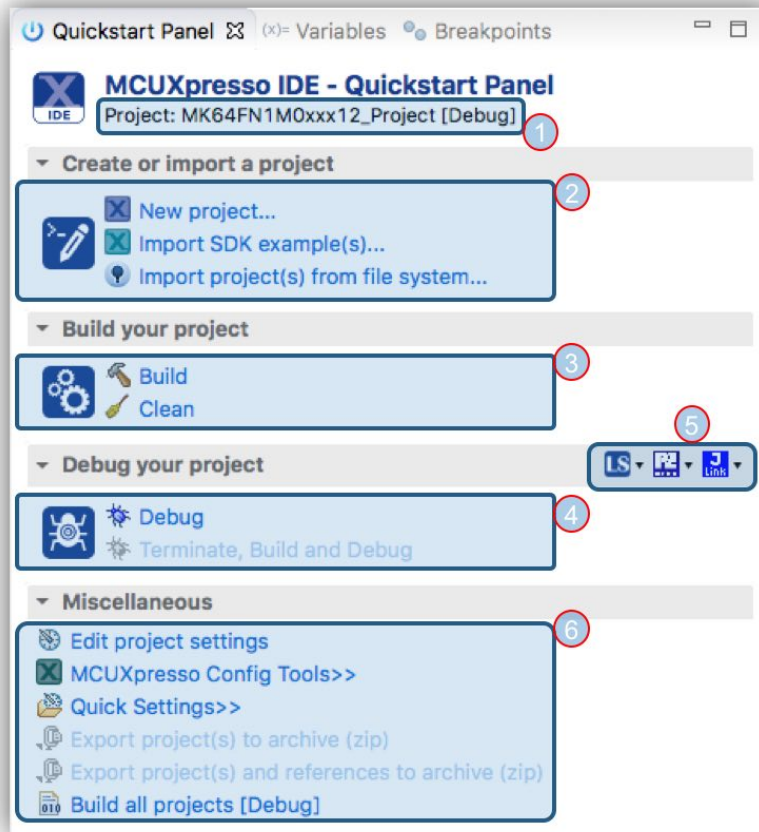 Quickstart Panel (x)= Variables Breakpoints
MCUXpresso IDE - Quickstart Panel
IDE
Project: MK64FN1M0xxx12_Project [Debug]
1
Create or import a project
2
New project...
Import SDK example(s)...
Import project(s) from file system...
Build your project
3
Build
Clean
5
Debug your project LS PE Link
4
Debug
Terminate, Build and Debug
Miscellaneous
6
Edit project settings
MCUXpresso Config Tools>>
Quick Settings>>
Export project(s) to archive (zip)
Export project(s) and references to archive (zip)
010 Build all projects [Debug]